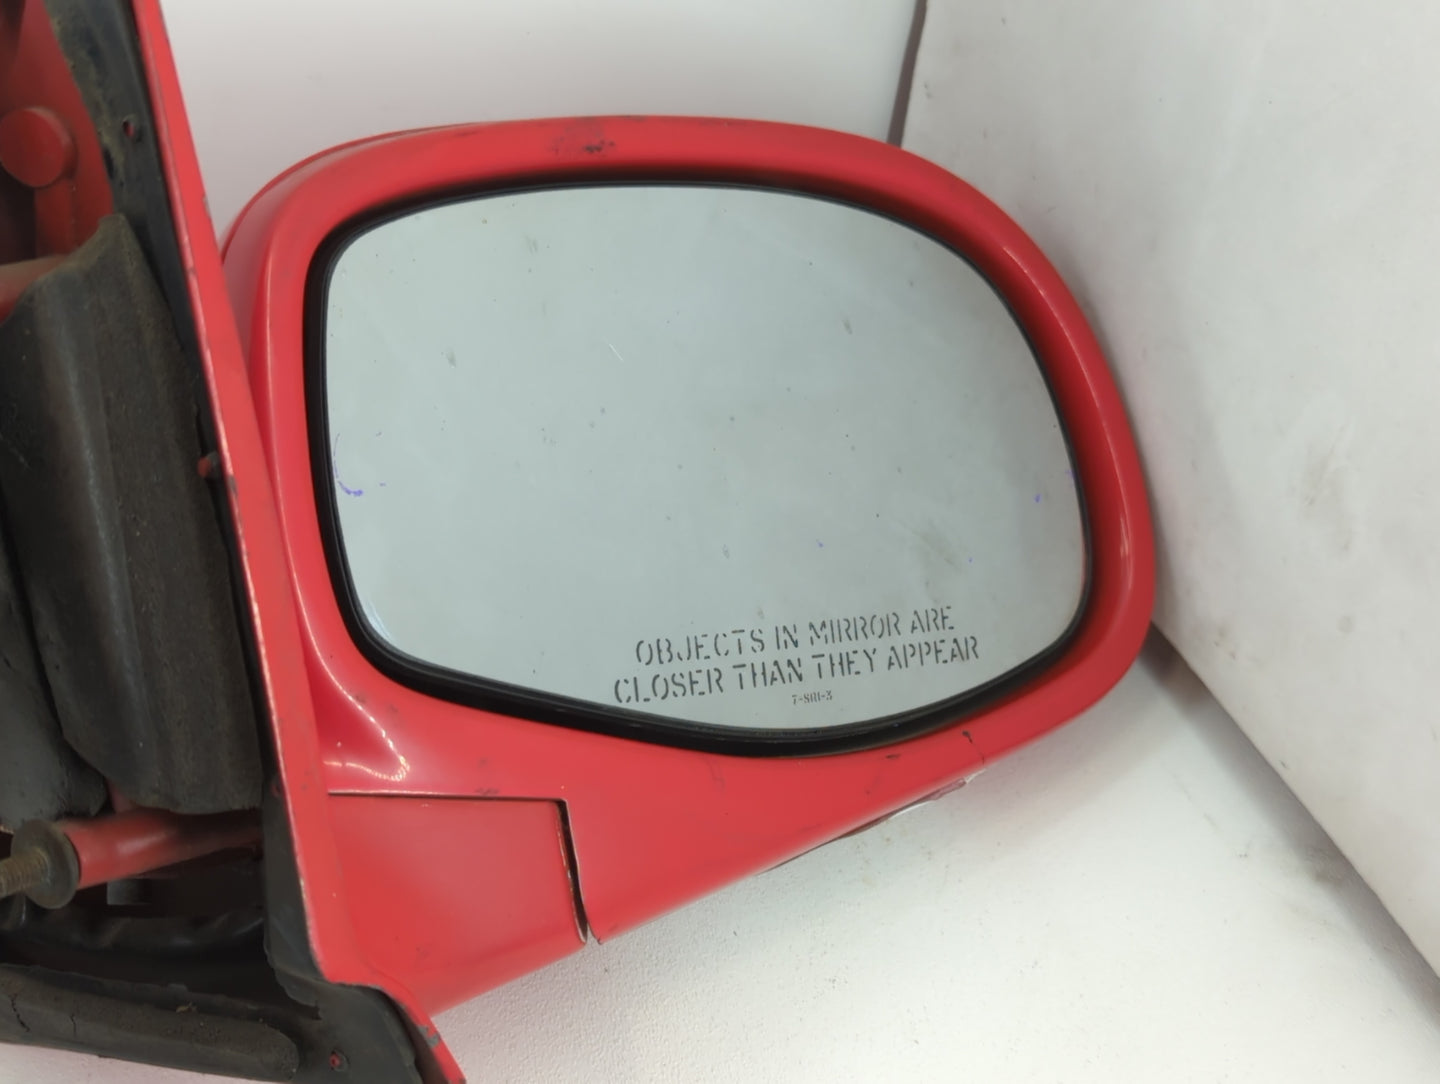 OBJECTS IN MIRROR ARE
CLOSER THAN THEY APPEAR